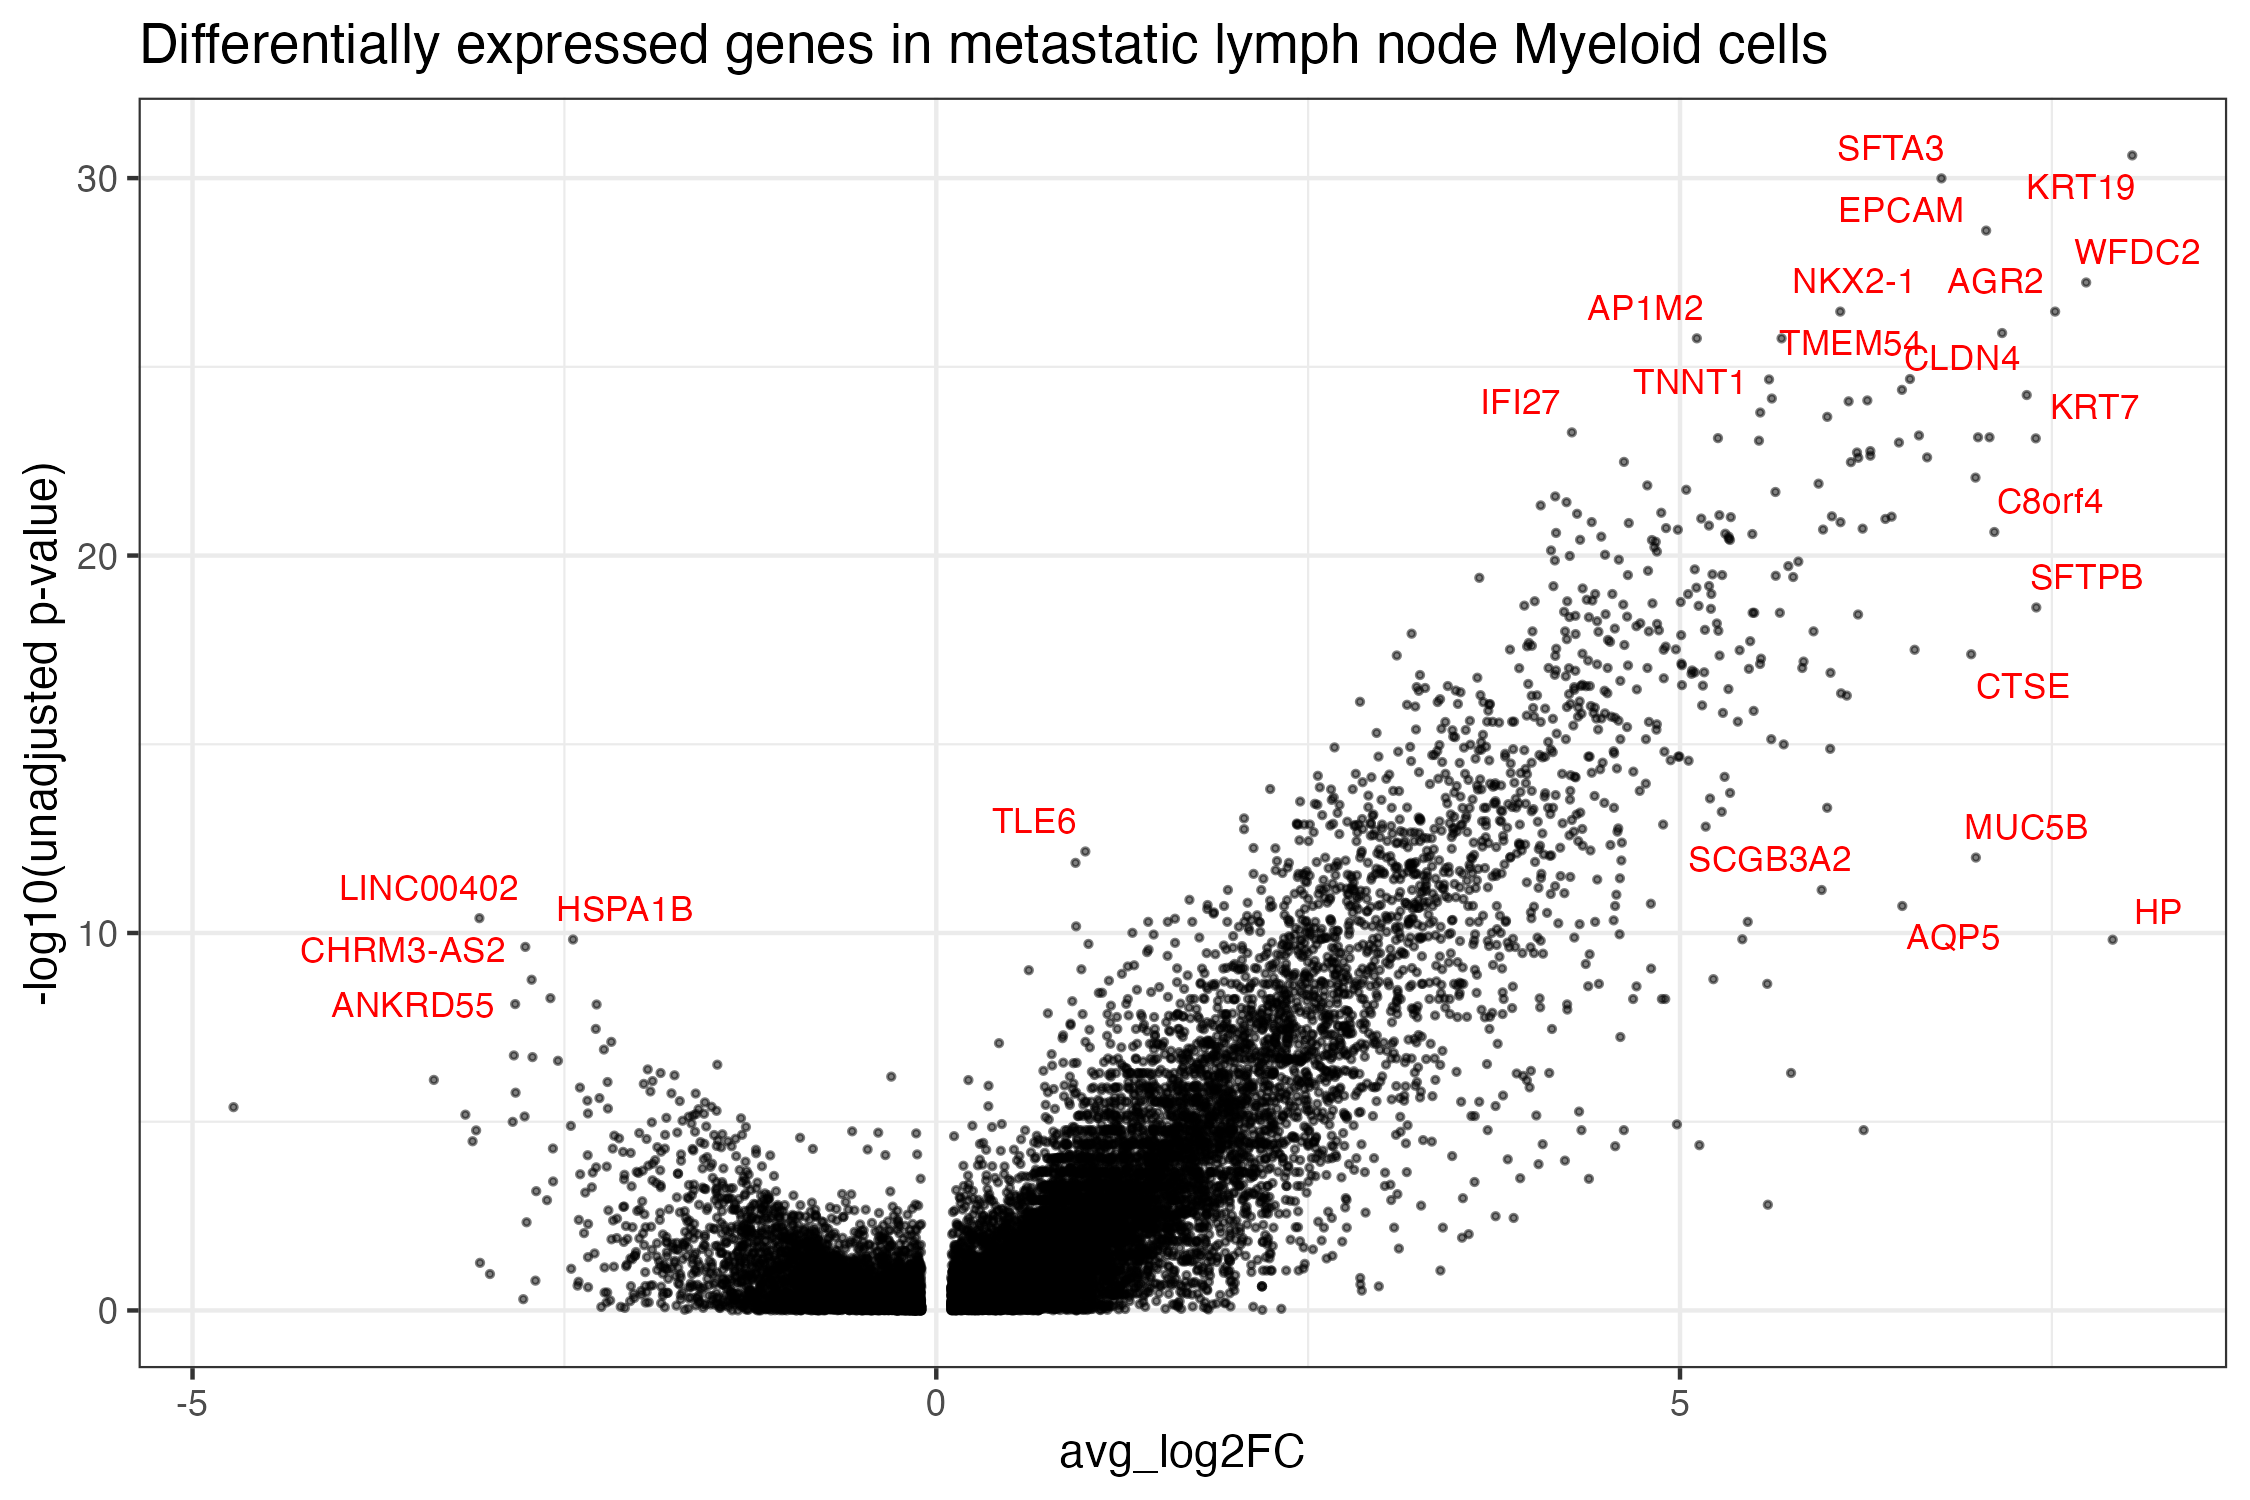 Differentially expressed genes in metastatic lymph node Myeloid cells
-log10(unadjusted p-value)
30
20
10
0
SFTA3
KRT19
EPCAM
WFDC2
NKX2-1
AGR2
AP1M2
TMEM54
CLDN4
TNNT1
IFI27
KRT7
C8orf4
SFTPB
CTSE
TLE6
MUC5B
SCGB3A2
LINC00402
HSPA1B
HP
AQP5
CHRM3-AS2
ANKRD55
-5
0
5
avg_log2FC